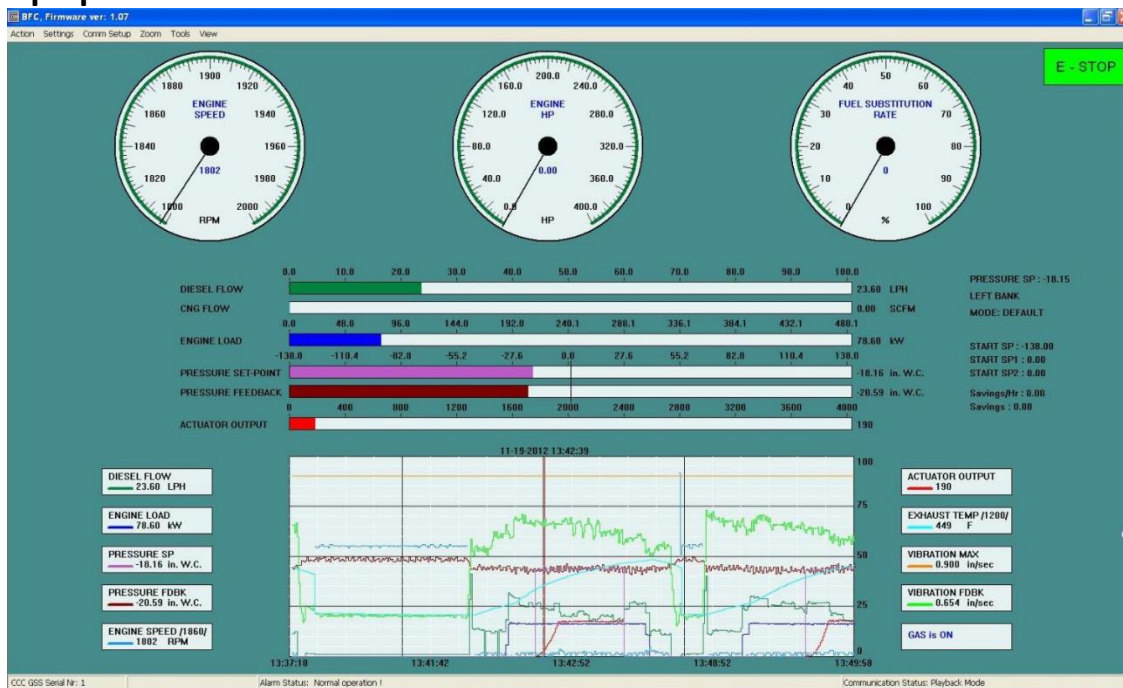 BFC, Firmware ver: 1.07
Action Settings Comm Setup Zoom Tools View
E - STOP
1800 1820 1840 1860 1880 1900 1920 1940 1960 1980 2000
ENGINE
SPEED
1802
RPM
0.0 40.0 80.0 120.0 160.0 200.0 240.0 280.0 320.0 360.0 400.0
ENGINE
HP
0.00
HP
0 10 20 30 40 50 60 70 80 90 100
FUEL SUBSTITUTION
RATE
0
%
0.0 10.0 20.0 30.0 40.0 50.0 60.0 70.0 80.0 90.0 100.0
DIESEL FLOW 23.60 LPH
CNG FLOW 0.00 SCFM
0.0 48.0 96.0 144.0 192.0 240.1 288.1 336.1 384.1 432.1 480.1
ENGINE LOAD 78.60 kW
-138.0 -110.4 -82.8 -55.2 -27.6 0.0 27.6 55.2 82.8 110.4 138.0
PRESSURE SET-POINT -18.16 in. W.C.
PRESSURE FEEDBACK -20.59 in. W.C.
0 400 800 1200 1600 2000 2400 2800 3200 3600 4000
ACTUATOR OUTPUT 190
PRESSURE SP : -18.15
LEFT BANK
MODE: DEFAULT
START SP : -138.00
START SP1 : 0.00
START SP2 : 0.00
Savings/Hr : 0.00
Savings : 0.00
11-19-2012 13:42:39
DIESEL FLOW
23.60 LPH
ENGINE LOAD
78.60 kW
PRESSURE SP
-18.16 in. W.C.
PRESSURE FDBK
-20.59 in. W.C.
ENGINE SPEED /1860/
1802 RPM
100
75
50
25
0
13:37:10 13:41:42 13:42:52 13:48:52 13:49:58
ACTUATOR OUTPUT
190
EXHAUST TEMP /1200/
449 F
VIBRATION MAX
0.900 in/sec
VIBRATION FDBK
0.654 in/sec
GAS is ON
CCC GSS Serial Nr: 1
Alarm Status: Normal operation !
Communication Status: Playback Mode